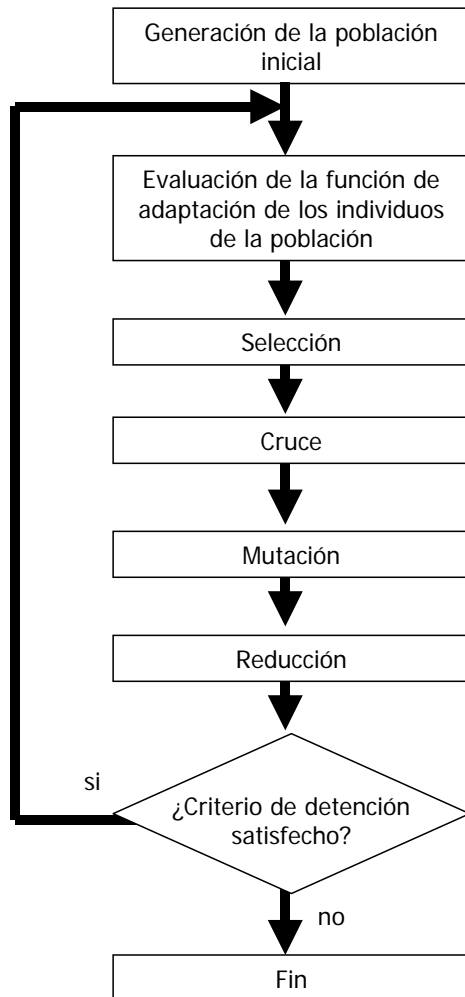 Generación de la población
inicial
Evaluación de la función de
adaptación de los individuos
de la población
Selección
Cruce
Mutación
Reducción
si
¿Criterio de detención
satisfecho?
no
Fin